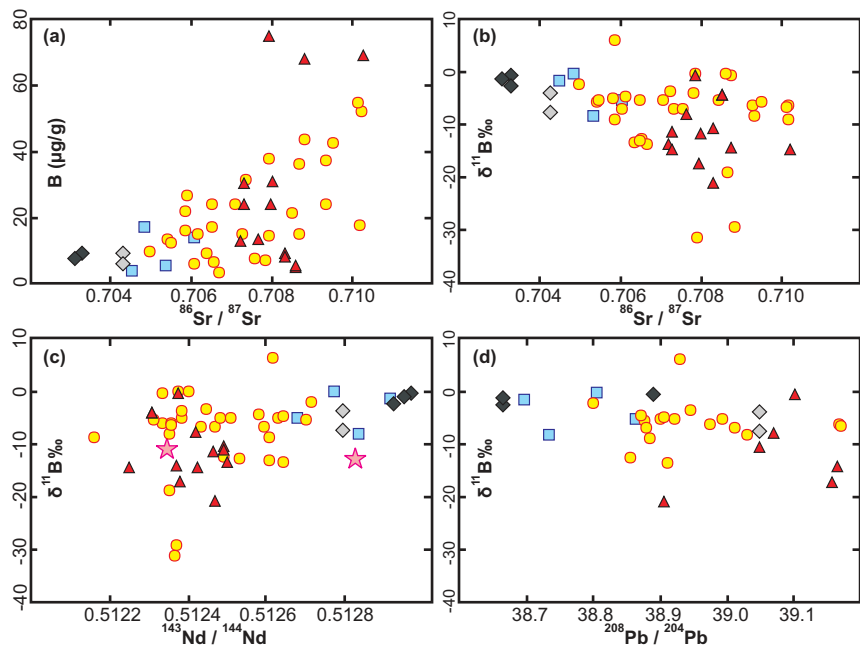 (a)
80
60
40
20
0
B (µg/g)
0.704 0.706 0.708 0.710
⁸⁶Sr / ⁸⁷Sr
(b)
10
0
-10
-20
-30
-40
δ¹¹B‰
0.704 0.706 0.708 0.710
⁸⁶Sr / ⁸⁷Sr
(c)
10
0
-10
-20
-30
-40
δ¹¹B‰
0.5122 0.5124 0.5126 0.5128
¹⁴³Nd / ¹⁴⁴Nd
(d)
10
0
-10
-20
-30
-40
δ¹¹B‰
38.7 38.8 38.9 39.0 39.1
²⁰⁸Pb / ²⁰⁴Pb